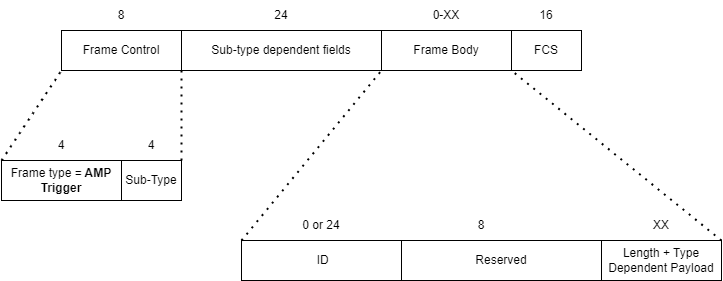 8 24 0-XX 16
Frame Control Sub-type dependent fields Frame Body FCS
4 4
Frame type = AMP
Trigger
Sub-Type
0 or 24 8 XX
ID Reserved Length + Type
Dependent Payload